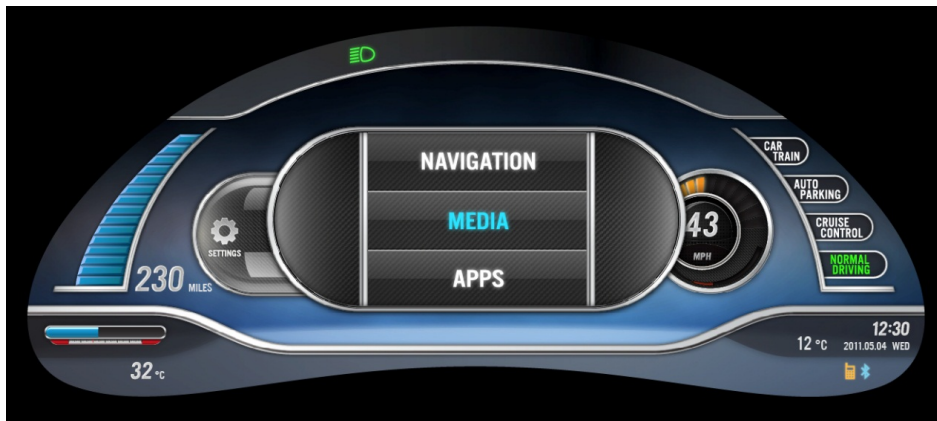 NAVIGATION
MEDIA
APPS
SETTINGS
230 MILES
43
MPH
CAR
TRAIN
AUTO
PARKING
CRUISE
CONTROL
NORMAL
DRIVING
32 °C
12:30
12 °C 2011.05.04 WED